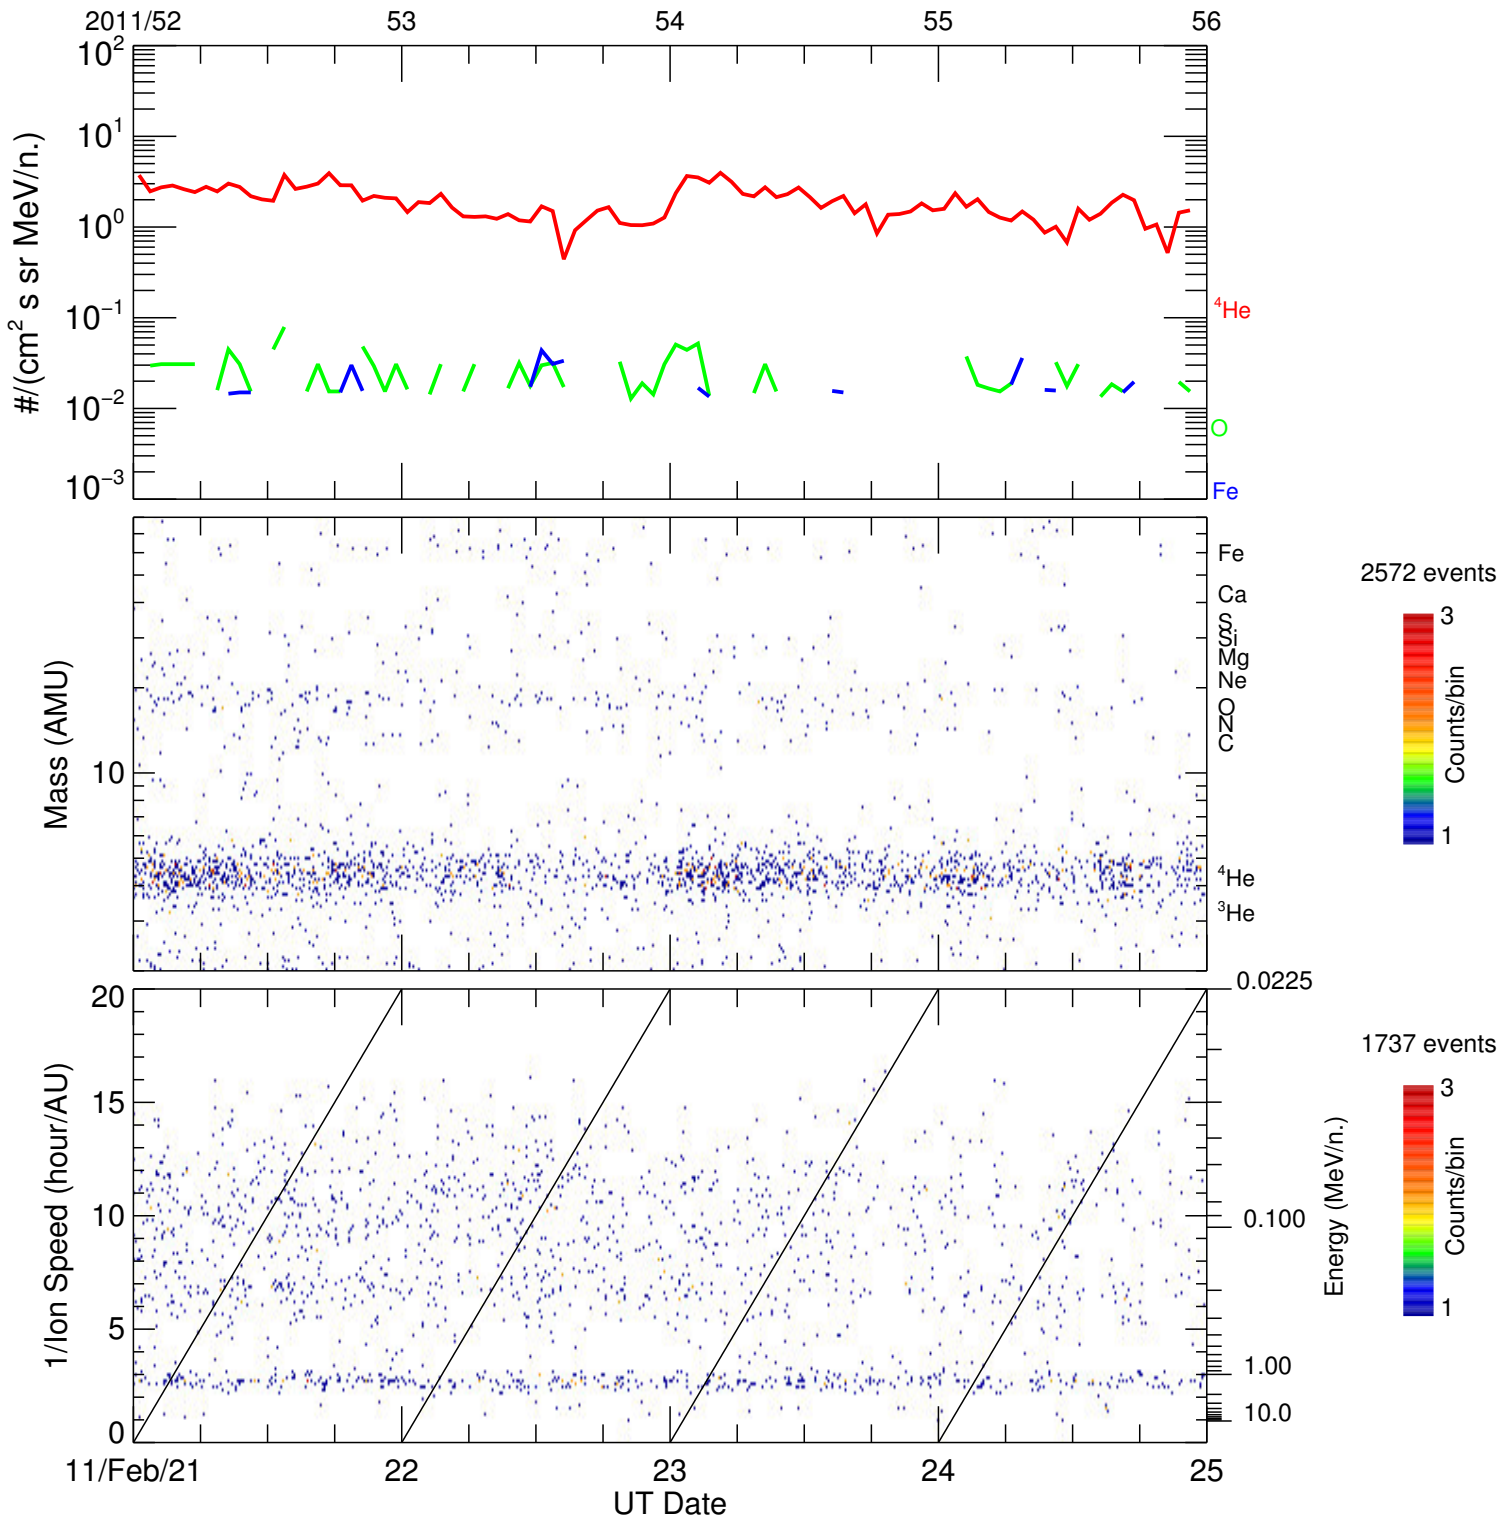 2011/52 53 54 55 56
10² 10¹ 10⁰ 10⁻¹ 10⁻² 10⁻³
#/(cm² s sr MeV/n.)
⁴He
O
Fe
Mass (AMU)
10
Fe
Ca
S
Si
Mg
Ne
O
N
C
⁴He
³He
2572 events
3
Counts/bin
1
1/Ion Speed (hour/AU)
20
15
10
5
0
0.0225
0.100
1.00
10.0
Energy (MeV/n.)
1737 events
3
Counts/bin
1
11/Feb/21 22 23 24 25
UT Date